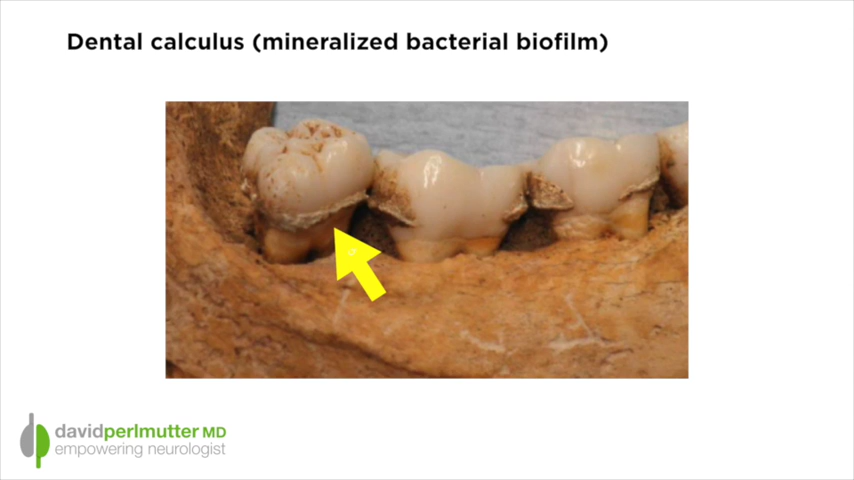 Dental calculus (mineralized bacterial biofilm)
davidperlmutter MD
empowering neurologist